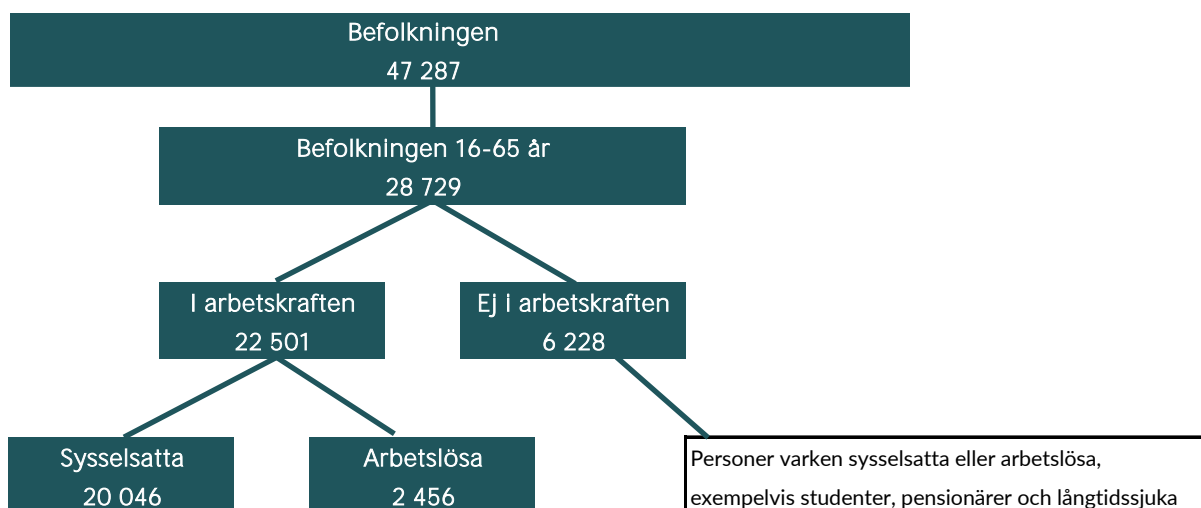 Befolkningen
47 287
Befolkningen 16-65 år
28 729
I arbetskraften
22 501
Ej i arbetskraften
6 228
Sysselsatta
20 046
Arbetslösa
2 456
Personer varken sysselsatta eller arbetslösa,
exempelvis studenter, pensionärer och långtidssjuka